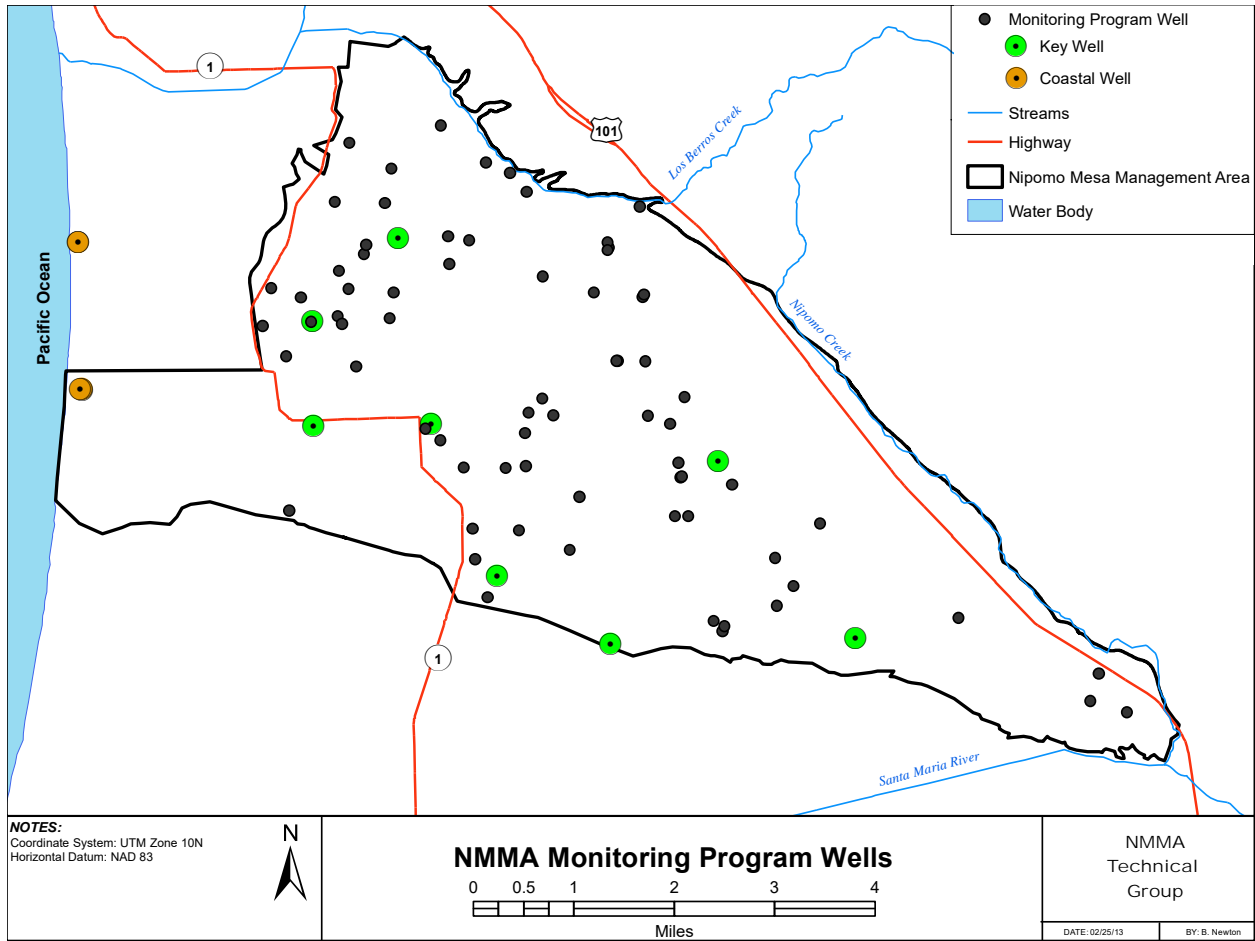 Monitoring Program Well
Key Well
Coastal Well
Streams
Highway
Nipomo Mesa Management Area
Water Body
1
101
Los Berros Creek
Pacific Ocean
Nipomo Creek
1
Santa Maria River
NOTES:
Coordinate System: UTM Zone 10N
Horizontal Datum: NAD 83
N
NMMA Monitoring Program Wells
0 0.5 1 2 3 4
Miles
NMMA
Technical
Group
DATE: 02/25/13
BY: B. Newton